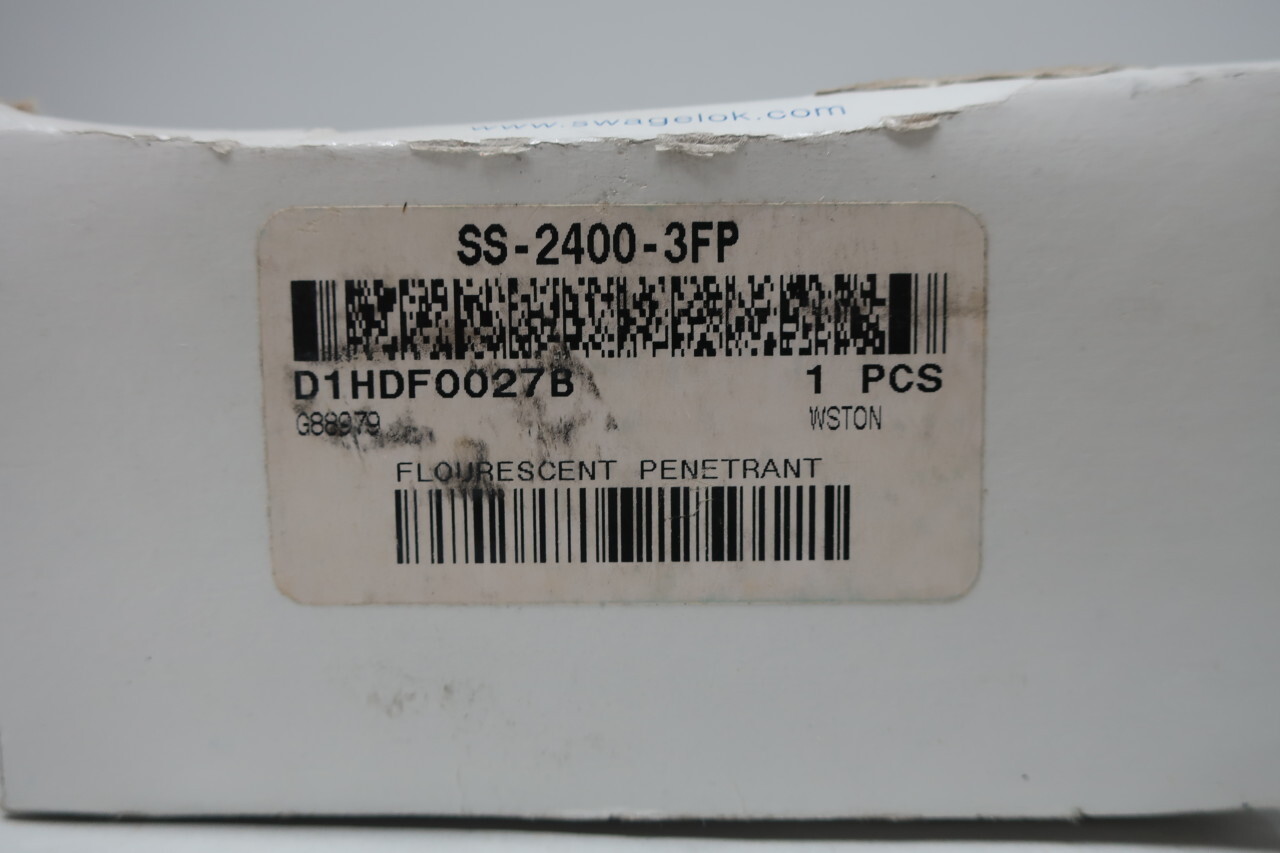 www.swagelok.com
SS-2400-3FP
D1HDF0027B 1 PCS
G88979 WSTON
FLOURESCENT PENETRANT